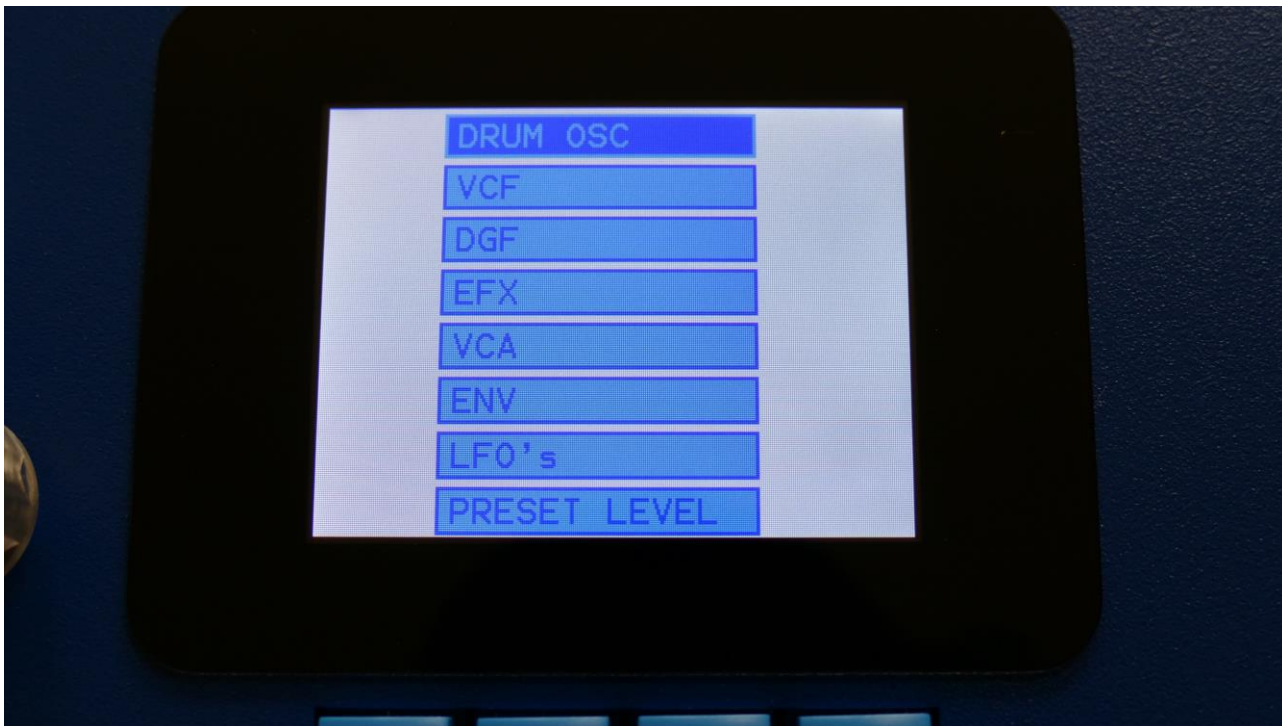 DRUM OSC
VCF
DGF
EFX
VCA
ENV
LFO's
PRESET LEVEL